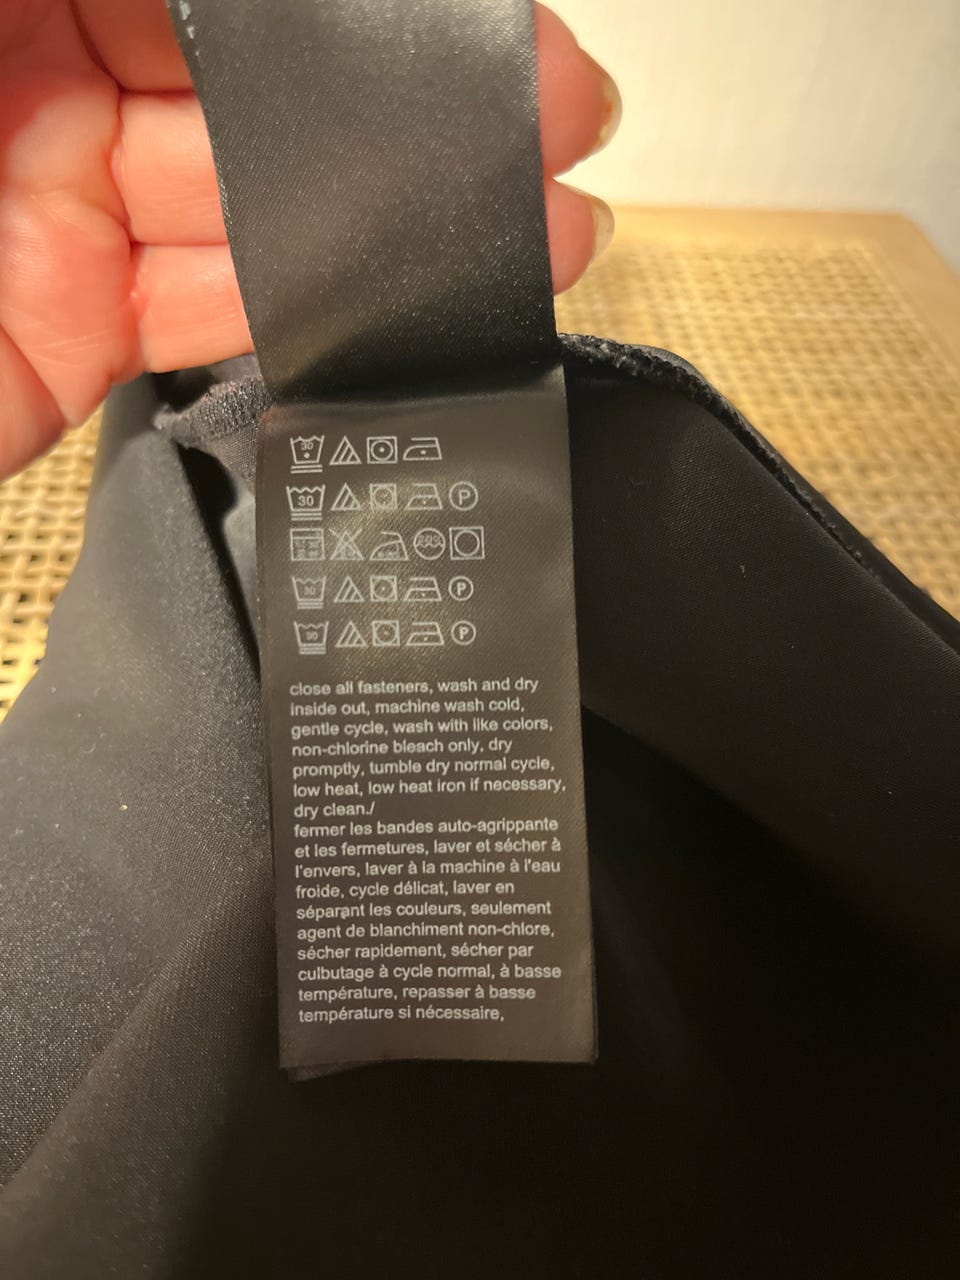 30
30 P
30 P
30 P
close all fasteners, wash and dry
inside out, machine wash cold,
gentle cycle, wash with like colors,
non-chlorine bleach only, dry
promptly, tumble dry normal cycle,
low heat, low heat iron if necessary,
dry clean./
fermer les bandes auto-agrippante
et les fermetures, laver et sécher à
l'envers, laver à la machine à l'eau
froide, cycle délicat, laver en
séparant les couleurs, seulement
agent de blanchiment non-chlore,
sécher rapidement, sécher par
culbutage à cycle normal, à basse
température, repasser à basse
température si nécessaire,